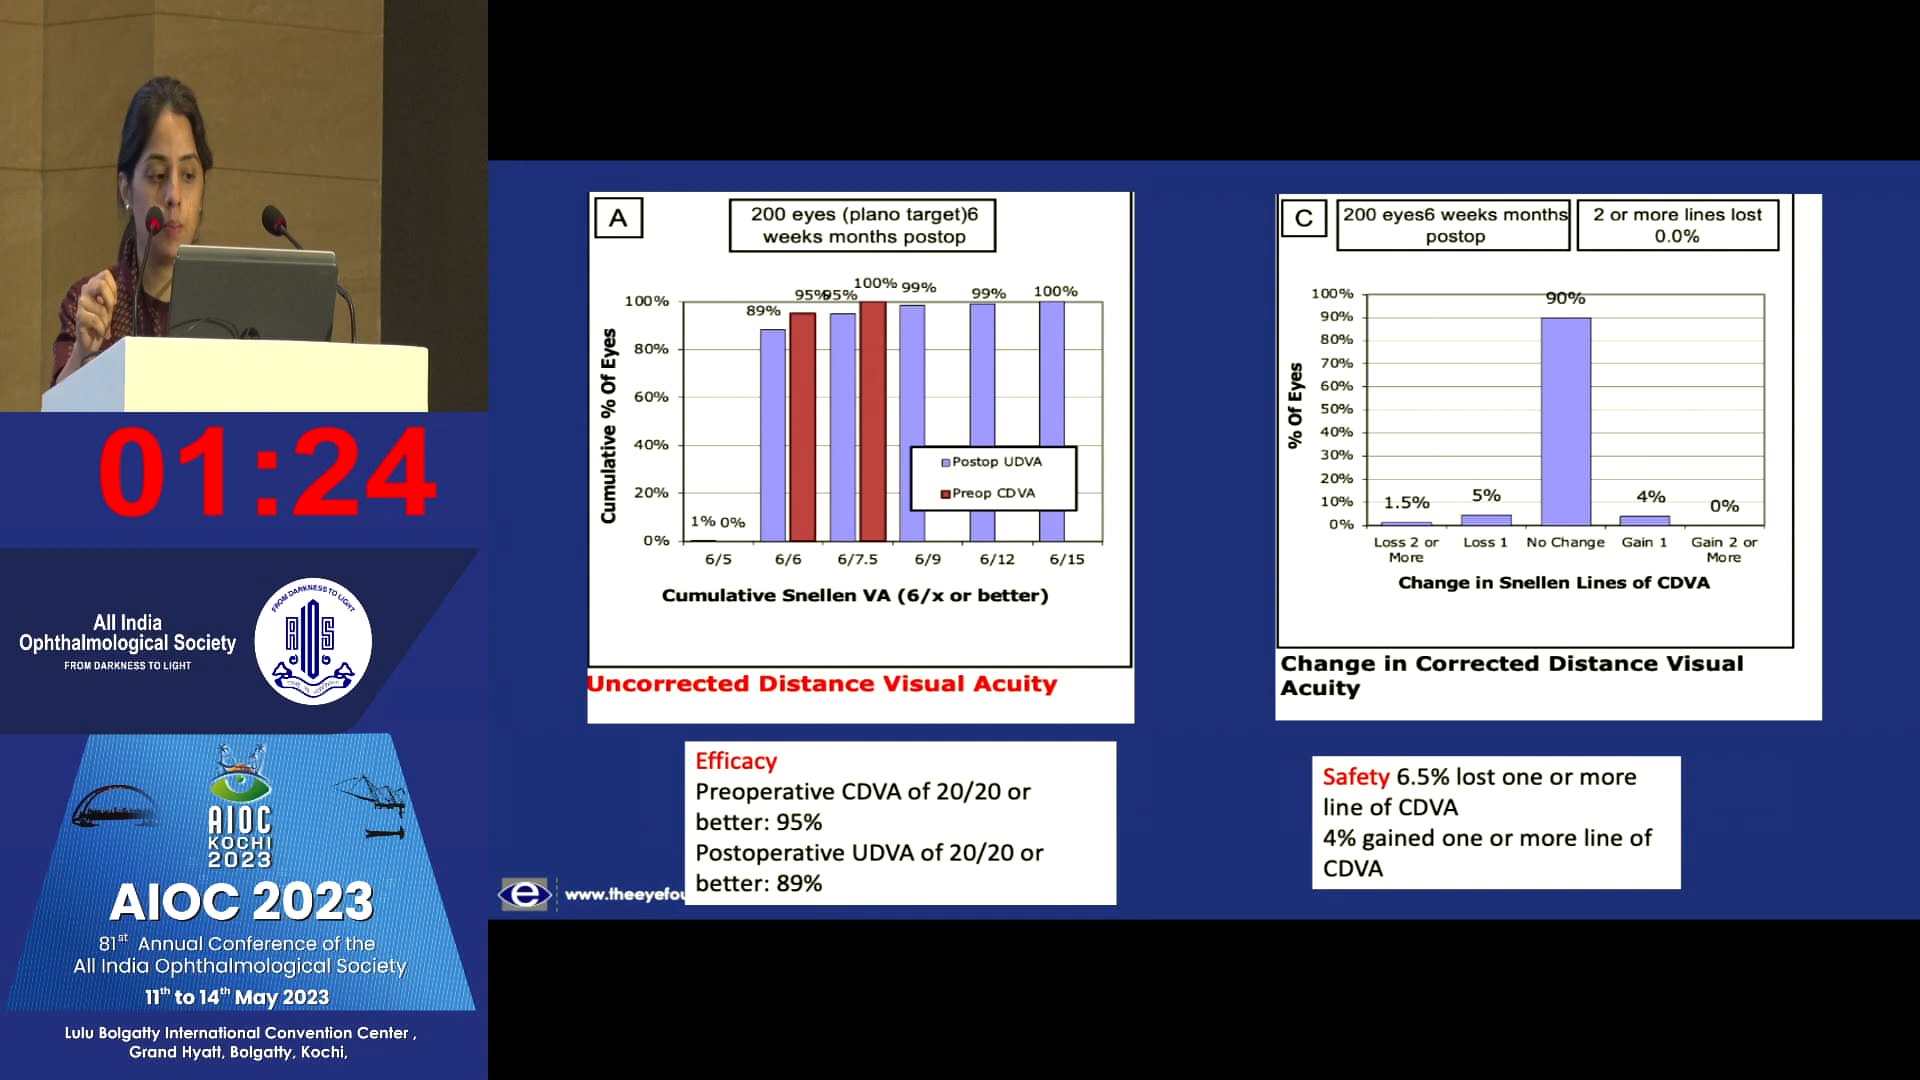 01:24
All India
Ophthalmological Society
FROM DARKNESS TO LIGHT
FROM DARKNESS TO LIGHT
AIOS
AIOC
KOCHI
2023
AIOC 2023
81st Annual Conference of the
All India Ophthalmological Society
11th to 14th May 2023
Lulu Bolgatty International Convention Center ,
Grand Hyatt, Bolgatty, Kochi,
A
200 eyes (plano target)6
weeks months postop
Cumulative % Of Eyes
100%
80%
60%
40%
20%
0%
1% 0%
89%
95%
95%
100%
99%
99%
100%
Postop UDVA
Preop CDVA
6/5 6/6 6/7.5 6/9 6/12 6/15
Cumulative Snellen VA (6/x or better)
Uncorrected Distance Visual Acuity
Efficacy
Preoperative CDVA of 20/20 or
better: 95%
Postoperative UDVA of 20/20 or
better: 89%
e
www.theeyefou
C
200 eyes6 weeks months
postop
2 or more lines lost
0.0%
% Of Eyes
100%
90%
80%
70%
60%
50%
40%
30%
20%
10%
0%
1.5%
5%
90%
4%
0%
Loss 2 or Loss 1 No Change Gain 1 Gain 2 or
More More
Change in Snellen Lines of CDVA
Change in Corrected Distance Visual
Acuity
Safety 6.5% lost one or more
line of CDVA
4% gained one or more line of
CDVA